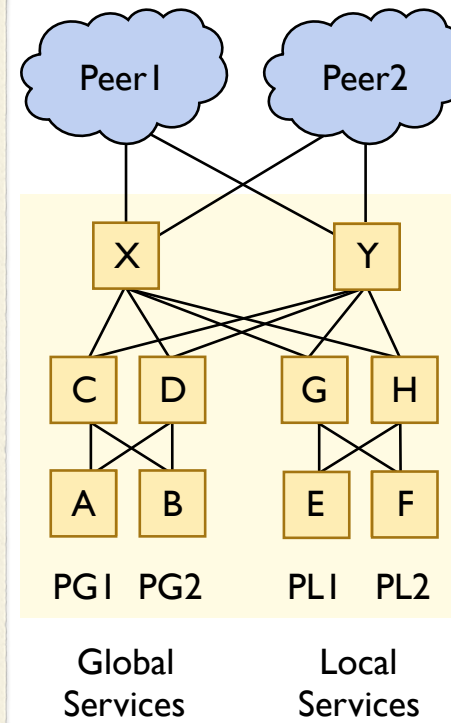 Peer1 Peer2
X Y
C D G H
A B E F
PG1 PG2 PL1 PL2
Global Local
Services Services